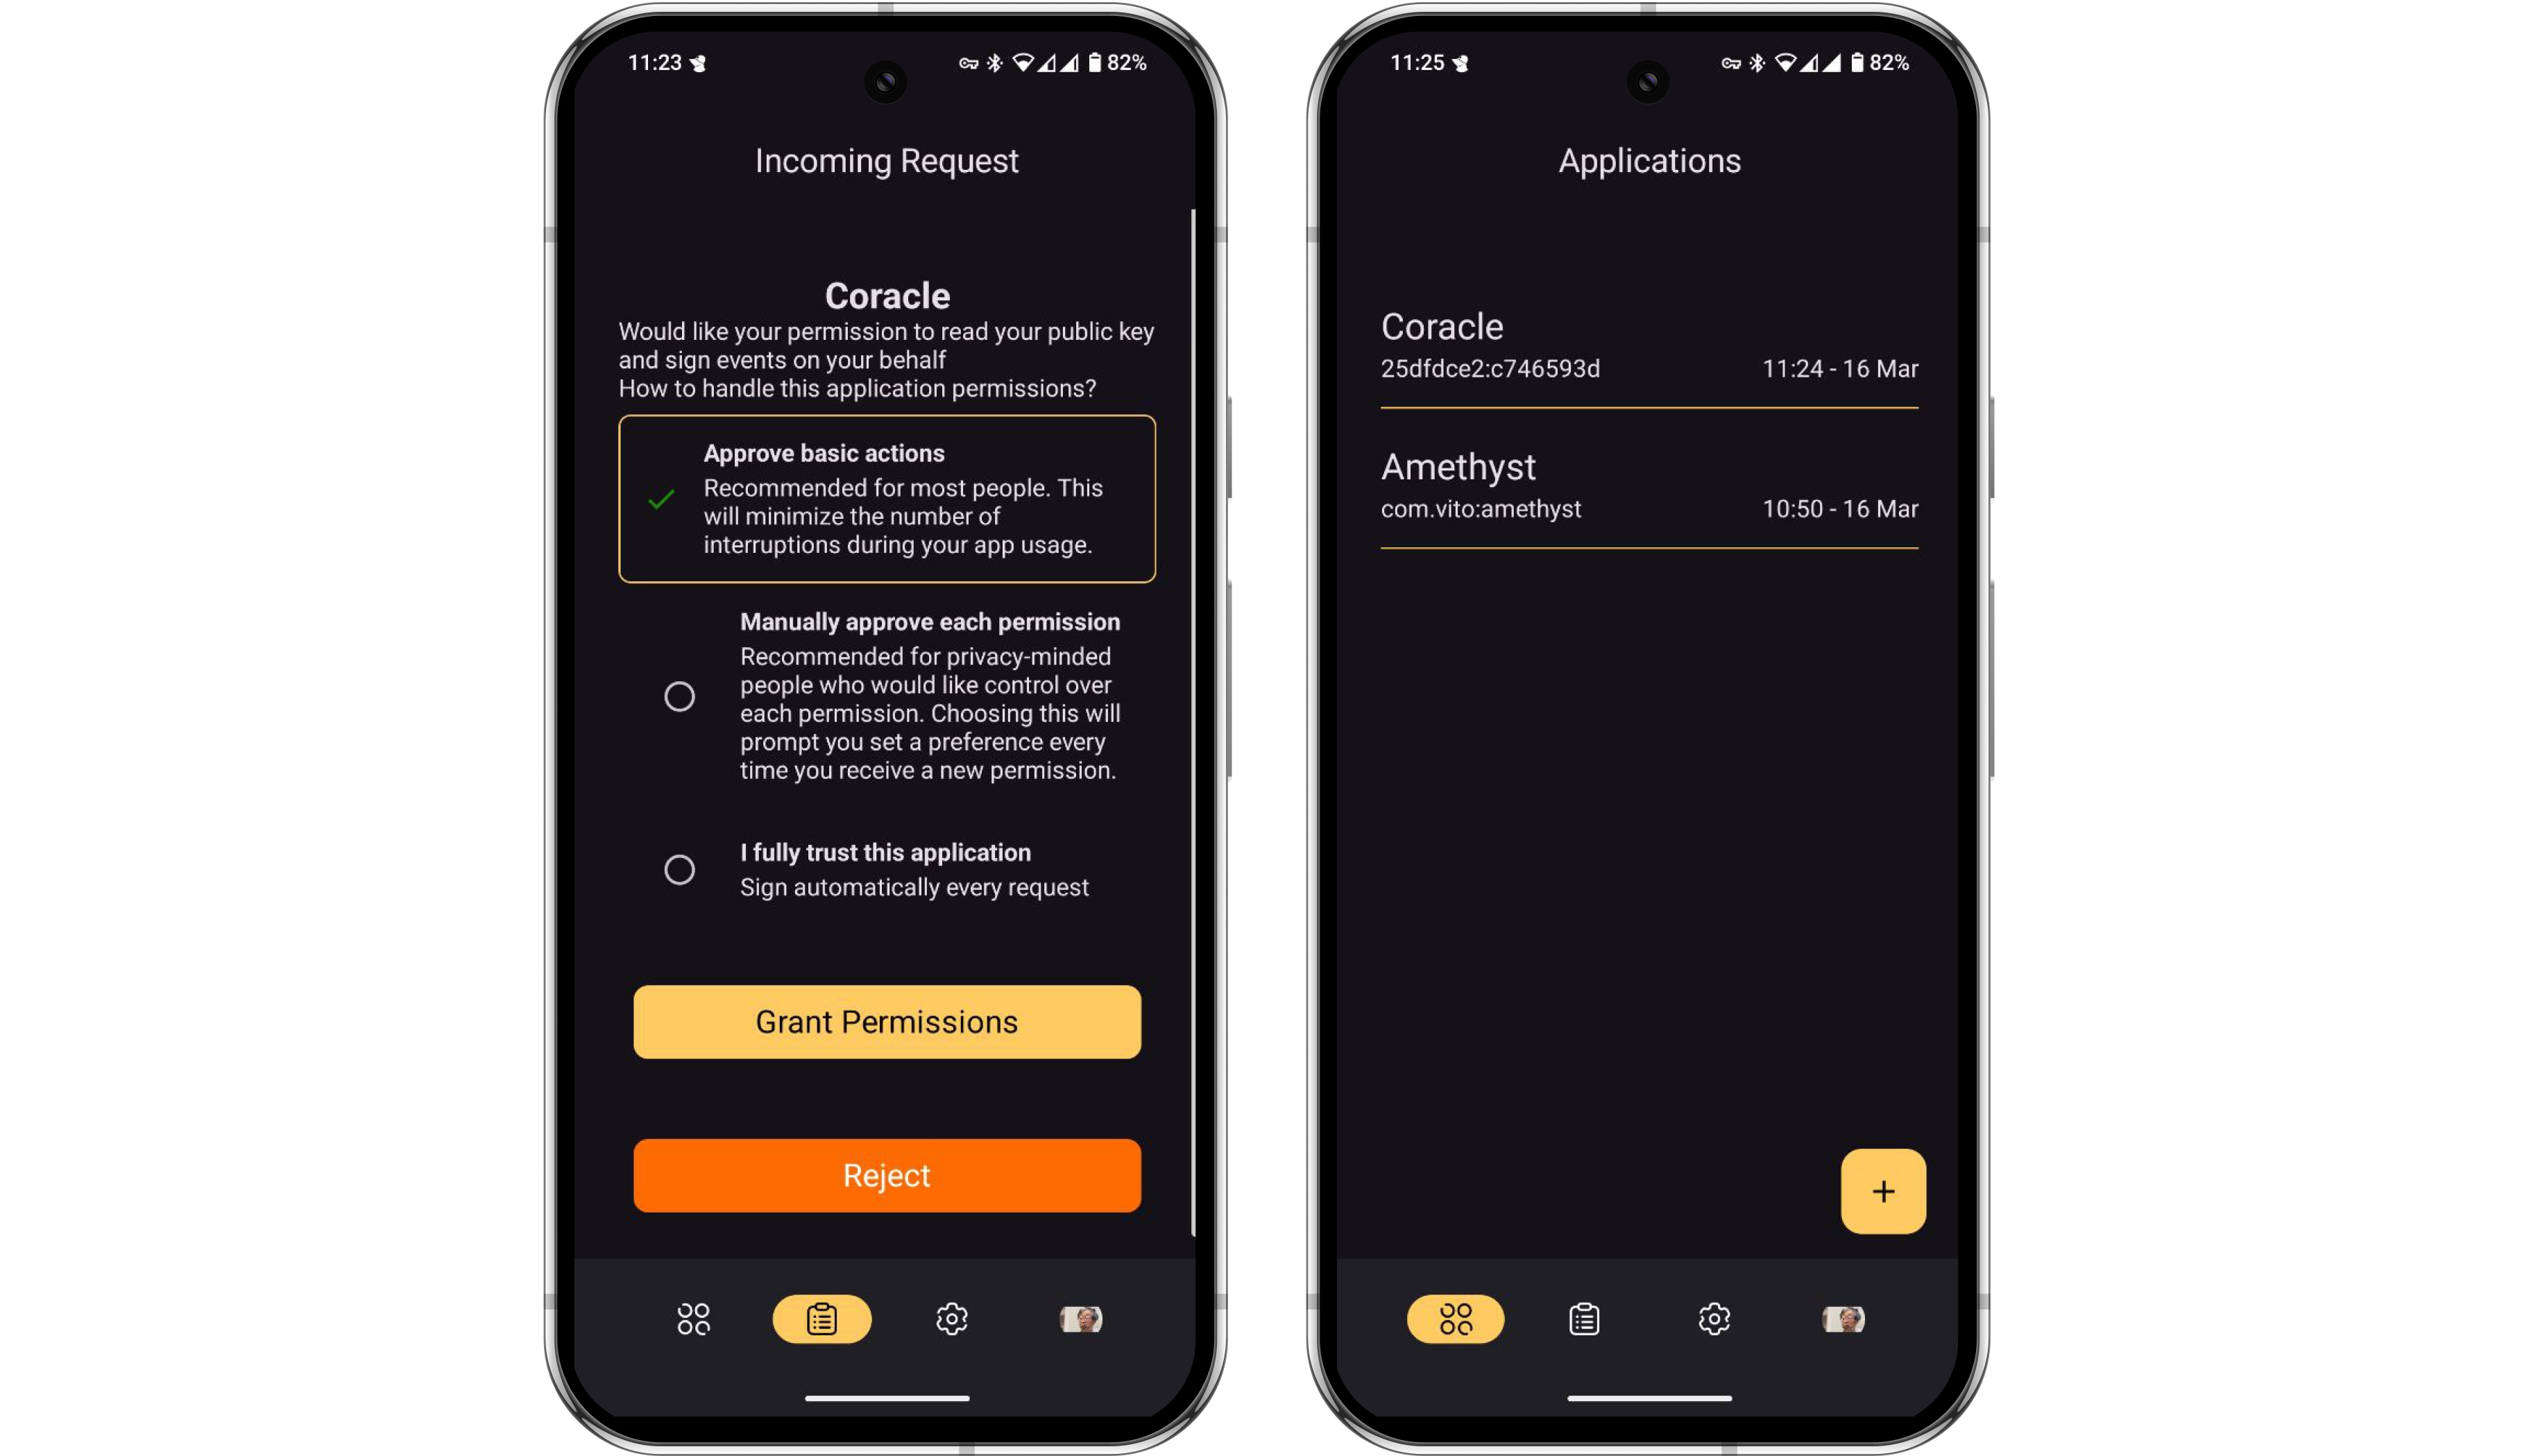 11:23
82%
Incoming Request
Coracle
Would like your permission to read your public key
and sign events on your behalf
How to handle this application permissions?
Approve basic actions
Recommended for most people. This
will minimize the number of
interruptions during your app usage.
Manually approve each permission
Recommended for privacy-minded
people who would like control over
each permission. Choosing this will
prompt you set a preference every
time you receive a new permission.
I fully trust this application
Sign automatically every request
Grant Permissions
Reject
11:25
82%
Applications
Coracle
25dfdce2:c746593d 11:24 - 16 Mar
Amethyst
com.vito:amethyst 10:50 - 16 Mar
+